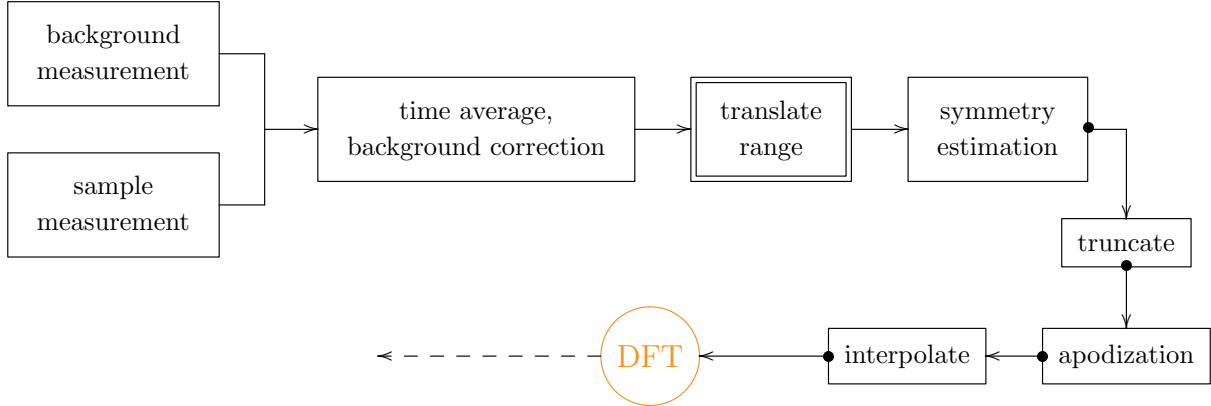 background
measurement
sample
measurement
time average,
background correction
translate
range
symmetry
estimation
truncate
apodization
interpolate
DFT